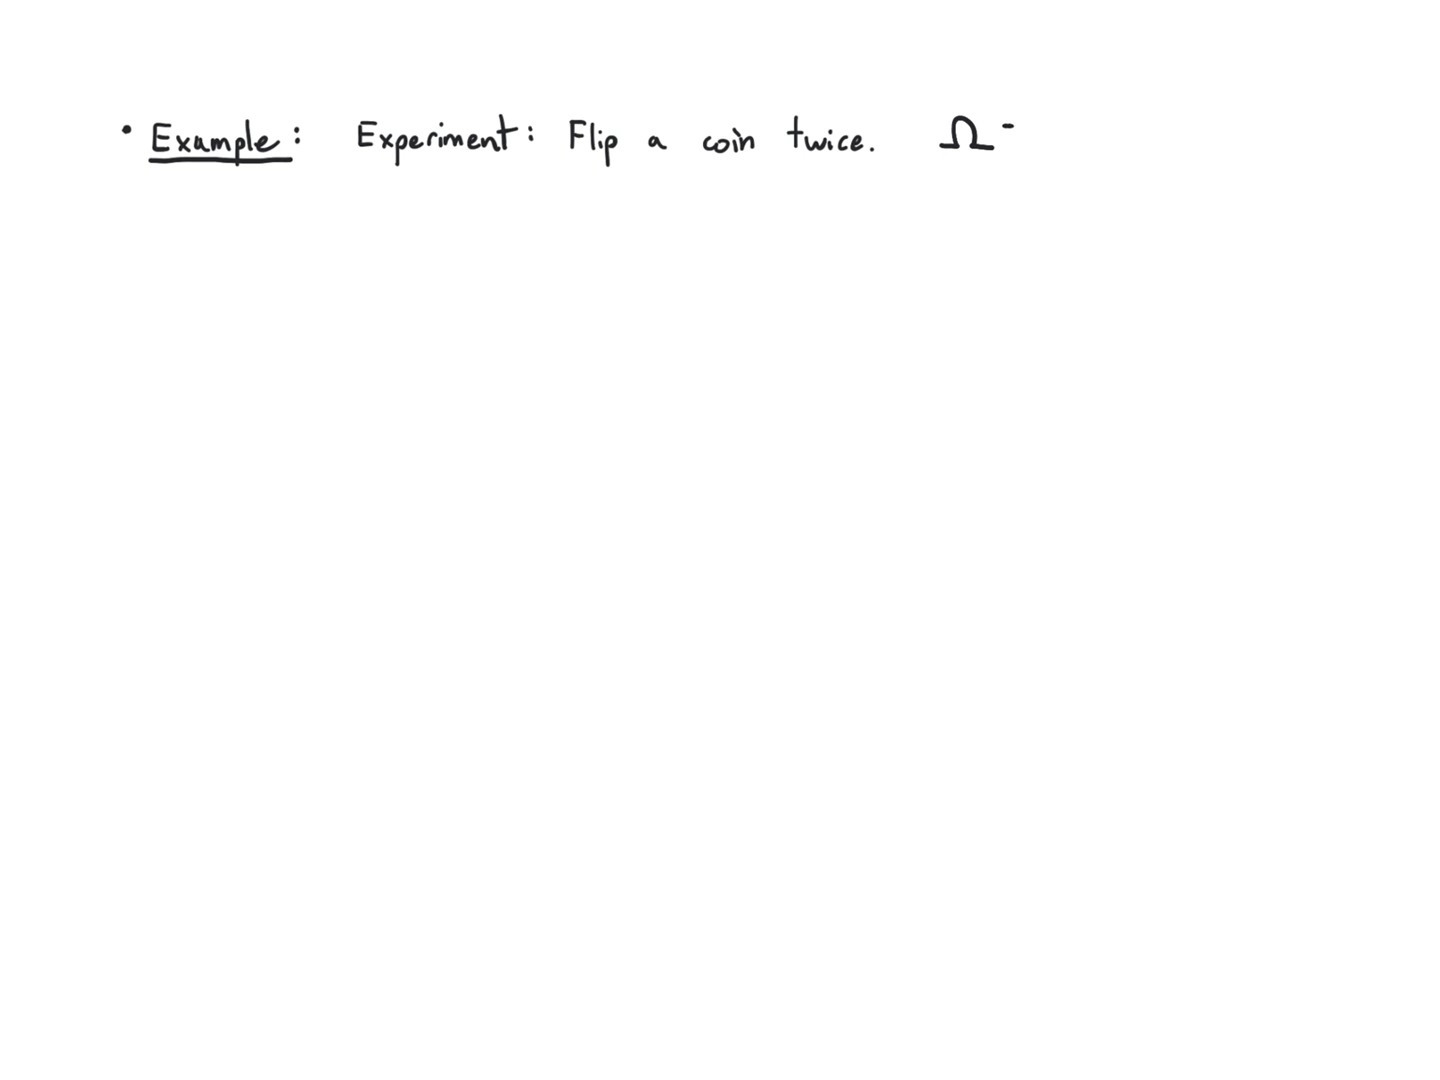 • Example: Experiment: Flip a coin twice. Ω -